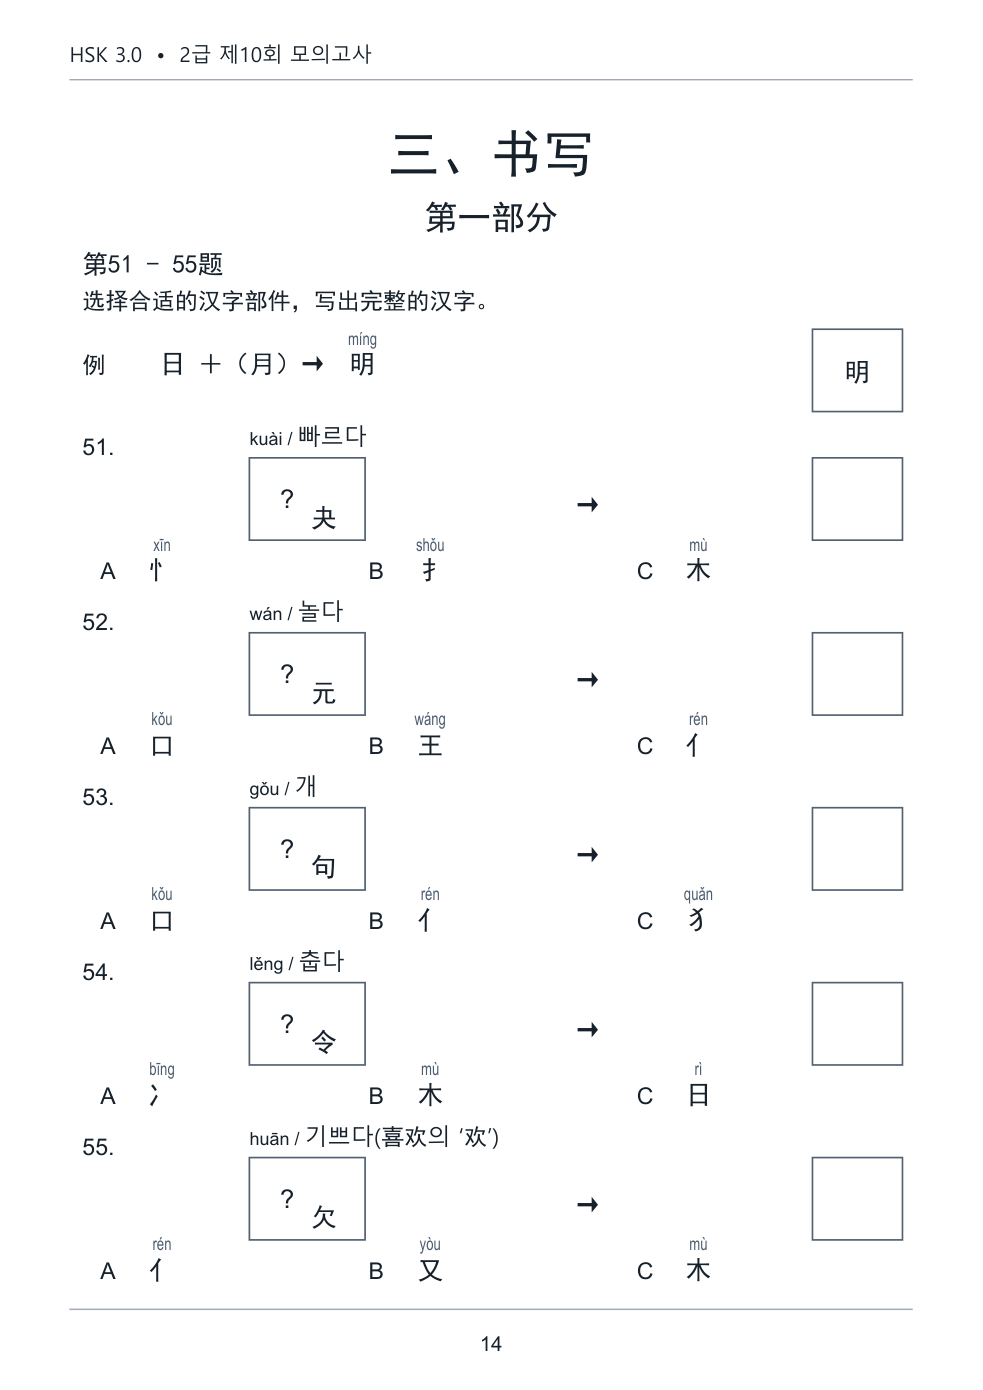 HSK 3.0 • 2급 제10회 모의고사
三、书写
第一部分
第51 － 55题
选择合适的汉字部件，写出完整的汉字。
míng
例 日 ＋（月）➞ 明
明
51. kuài / 빠르다
? 夬 ➞
xīn shǒu mù
A 忄 B 扌 C 木
52. wán / 놀다
? 元 ➞
kǒu wáng rén
A 口 B 王 C 亻
53. gǒu / 개
? 句 ➞
kǒu rén quǎn
A 口 B 亻 C 犭
54. lěng / 춥다
? 令 ➞
bīng mù rì
A 冫 B 木 C 日
55. huān / 기쁘다(喜欢의 ‘欢’)
? 欠 ➞
rén yòu mù
A 亻 B 又 C 木
14